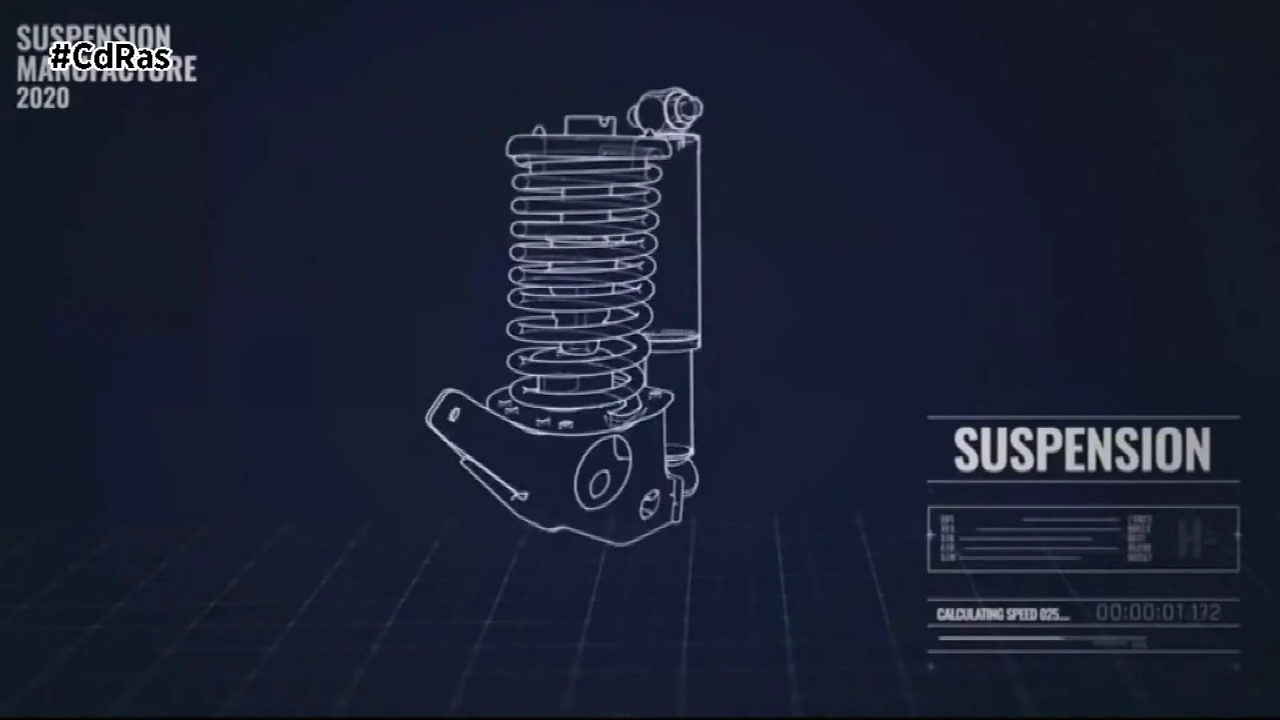 SUSPENSION
#CdRas
MANUFACTURE
2020
SUSPENSION
CALCULATING SPEED 025...
00:00:01.172